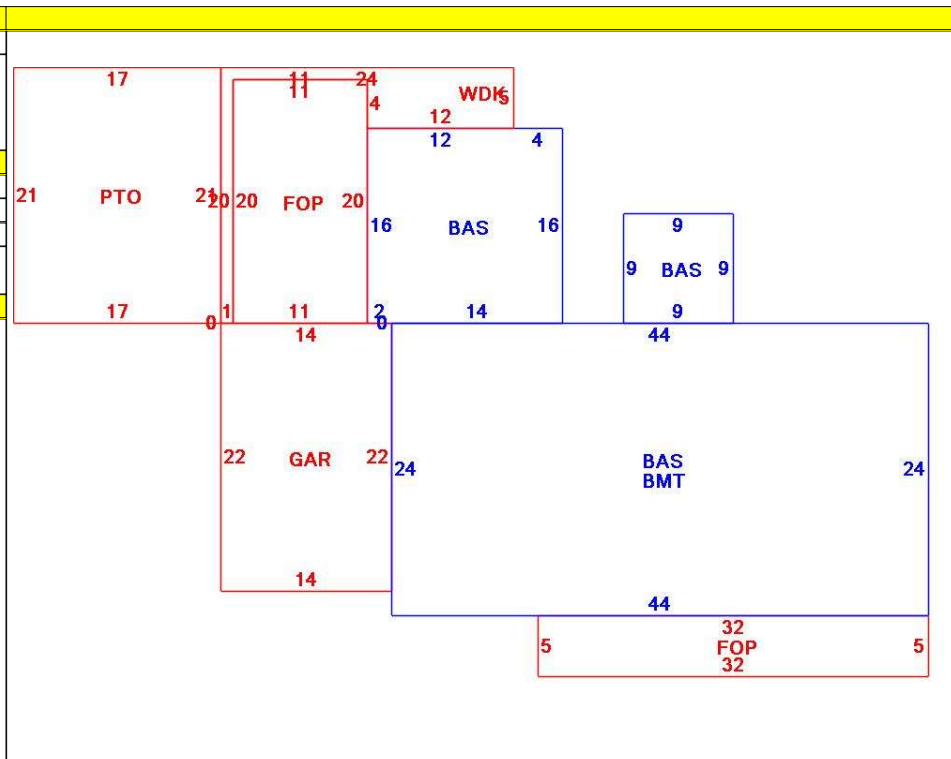 17 11 24
11
4 WDK 5
12
12 4
21 PTO 21 20 20 FOP 20
16 BAS 16
9
9 BAS 9
17 1 11 2 14 9
0 0
14 44
22 GAR 22
24 BAS 24
BMT
14
44
32
5 FOP 5
32